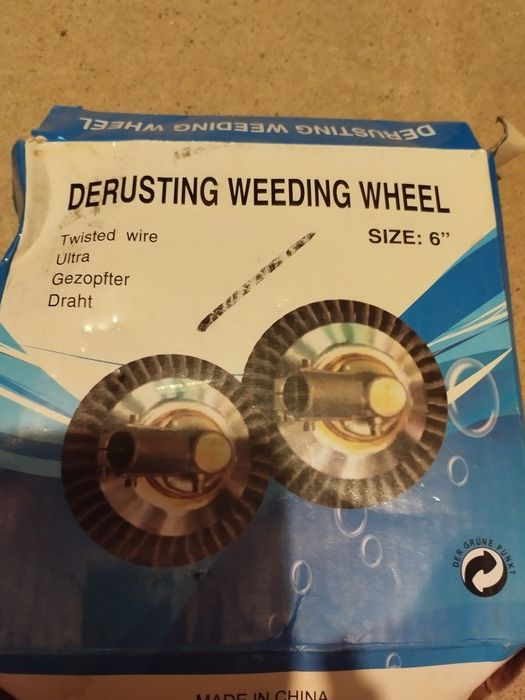 DERUSTING WEEDING WHEEL
DERUSTING WEEDING WHEEL
Twisted wire
Ultra
Gezopfter
Draht
SIZE: 6"
DER GRÜNE PUNKT
MADE IN CHINA